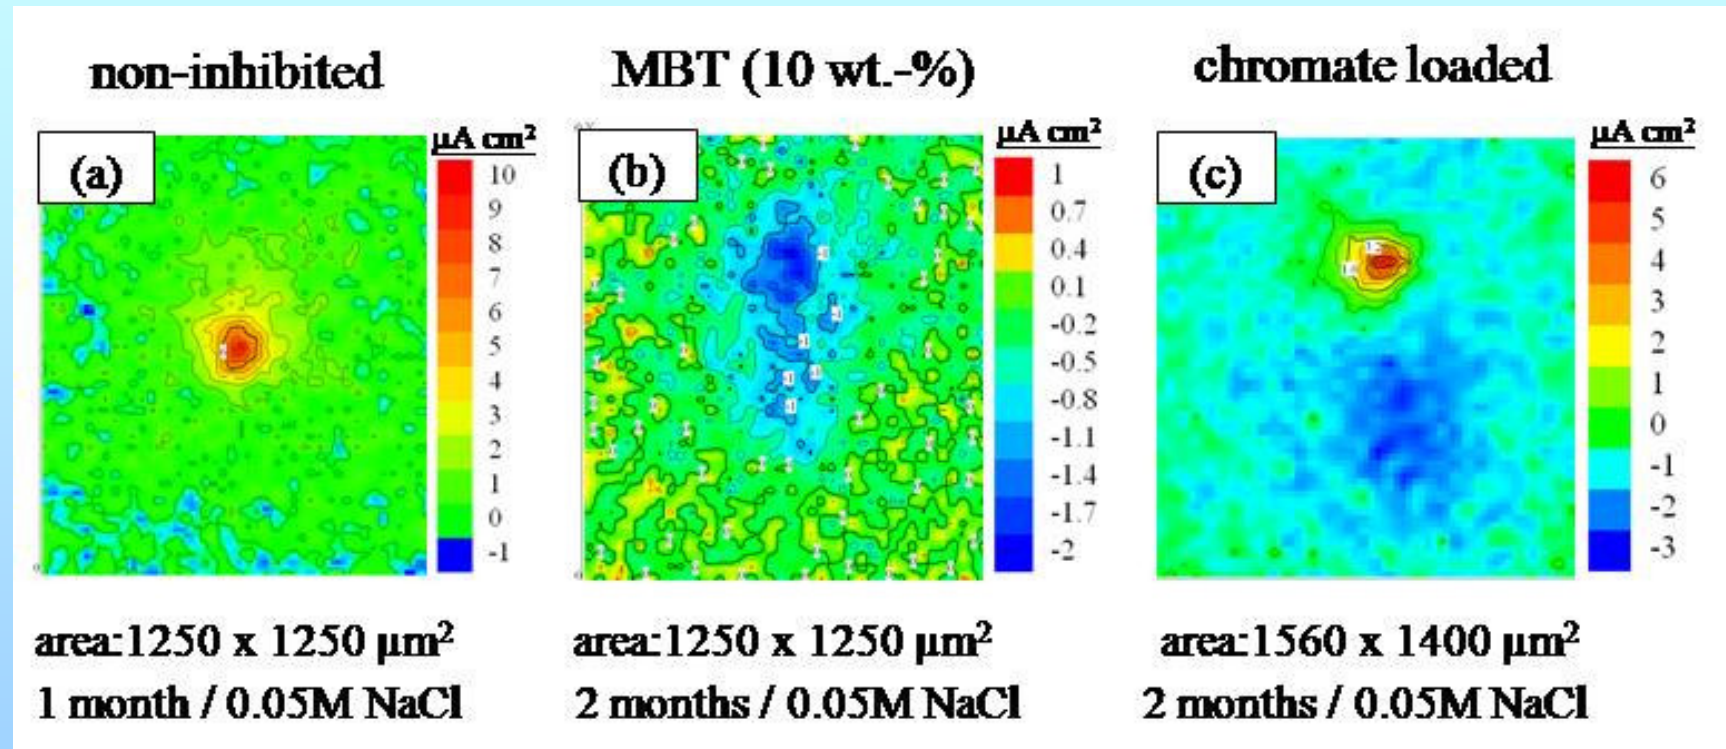 non-inhibited
MBT (10 wt.-%)
chromate loaded
(a)
µA cm²
10
9
8
7
6
5
4
3
2
1
0
-1
(b)
µA cm²
1
0.7
0.4
0.1
-0.2
-0.5
-0.8
-1.1
-1.4
-1.7
-2
(c)
µA cm²
6
5
4
3
2
1
0
-1
-2
-3
area:1250 x 1250 µm²
1 month / 0.05M NaCl
area:1250 x 1250 µm²
2 months / 0.05M NaCl
area:1560 x 1400 µm²
2 months / 0.05M NaCl